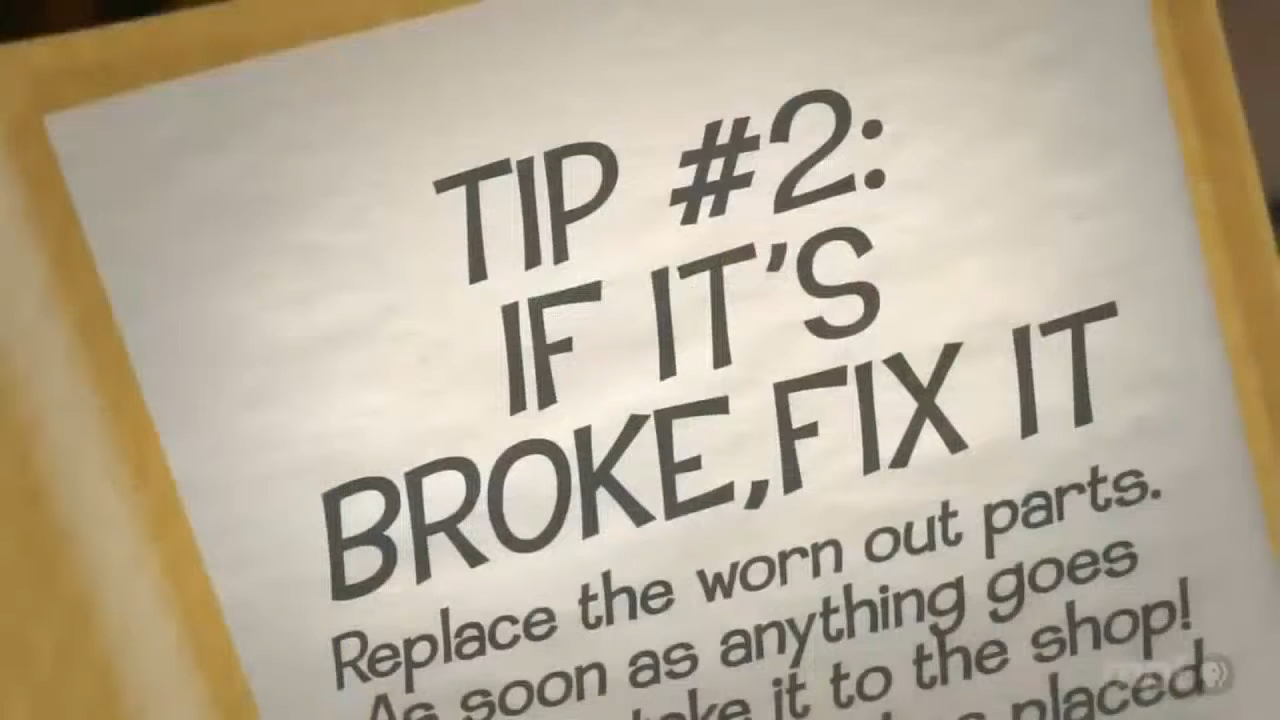 TIP #2:
IF IT'S
BROKE, FIX IT
Replace the worn out parts.
As soon as anything goes
take it to the shop!
placed